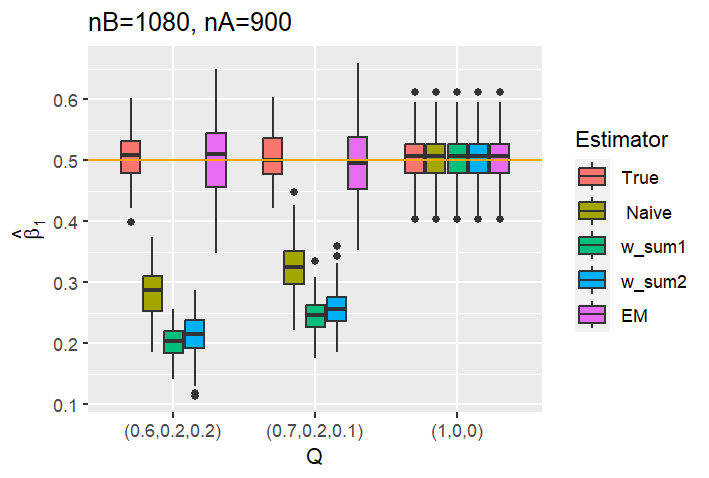 nB=1080, nA=900
0.6
0.5
0.4
0.3
0.2
0.1
β̂1
(0.6,0.2,0.2) (0.7,0.2,0.1) (1,0,0)
Q
Estimator
True
Naive
w_sum1
w_sum2
EM